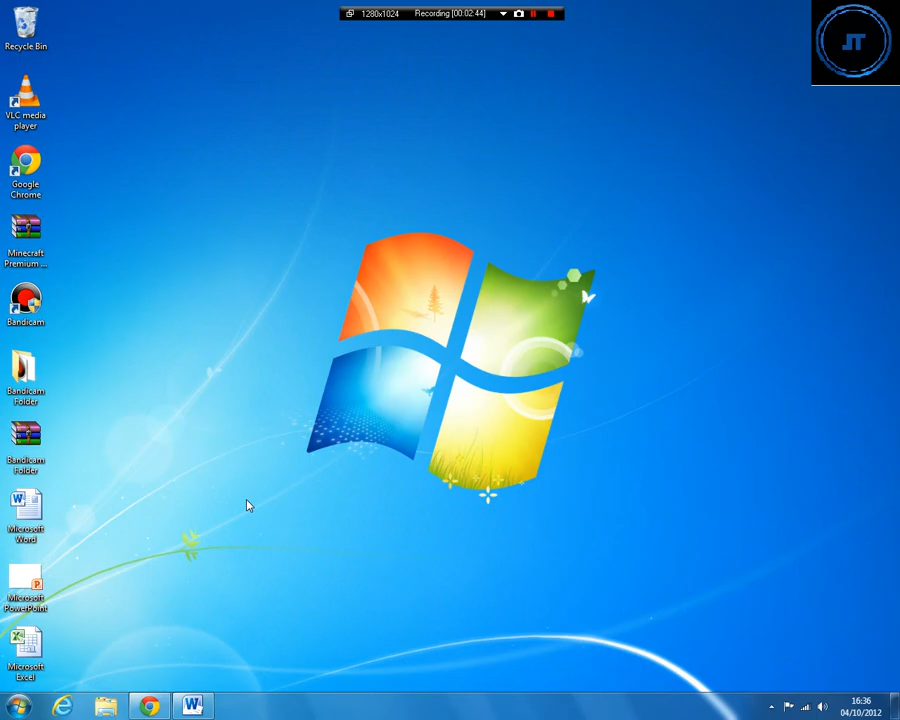 1280x1024 Recording [00:02:44]
JT
Recycle Bin
VLC media
player
Google
Chrome
Minecraft
Premium ...
Bandicam
Bandicam
Folder
Bandicam
Folder
Microsoft
Word
Microsoft
PowerPoint
Microsoft
Excel
16:36
04/10/2012